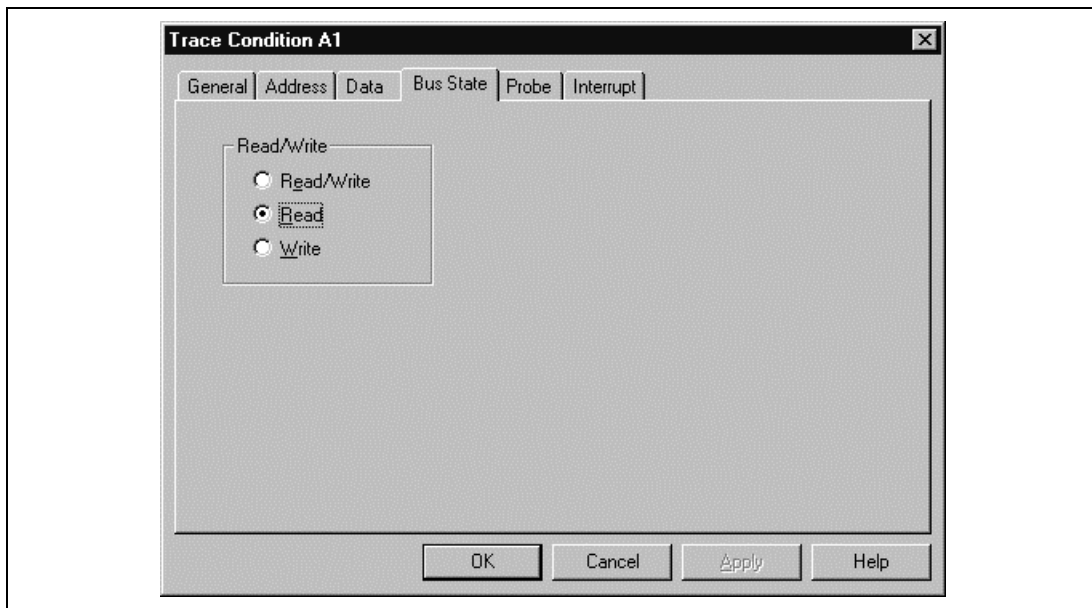 Trace Condition A1
General Address Data Bus State Probe Interrupt
Read/Write
Read/Write
Read
Write
OK Cancel Apply Help